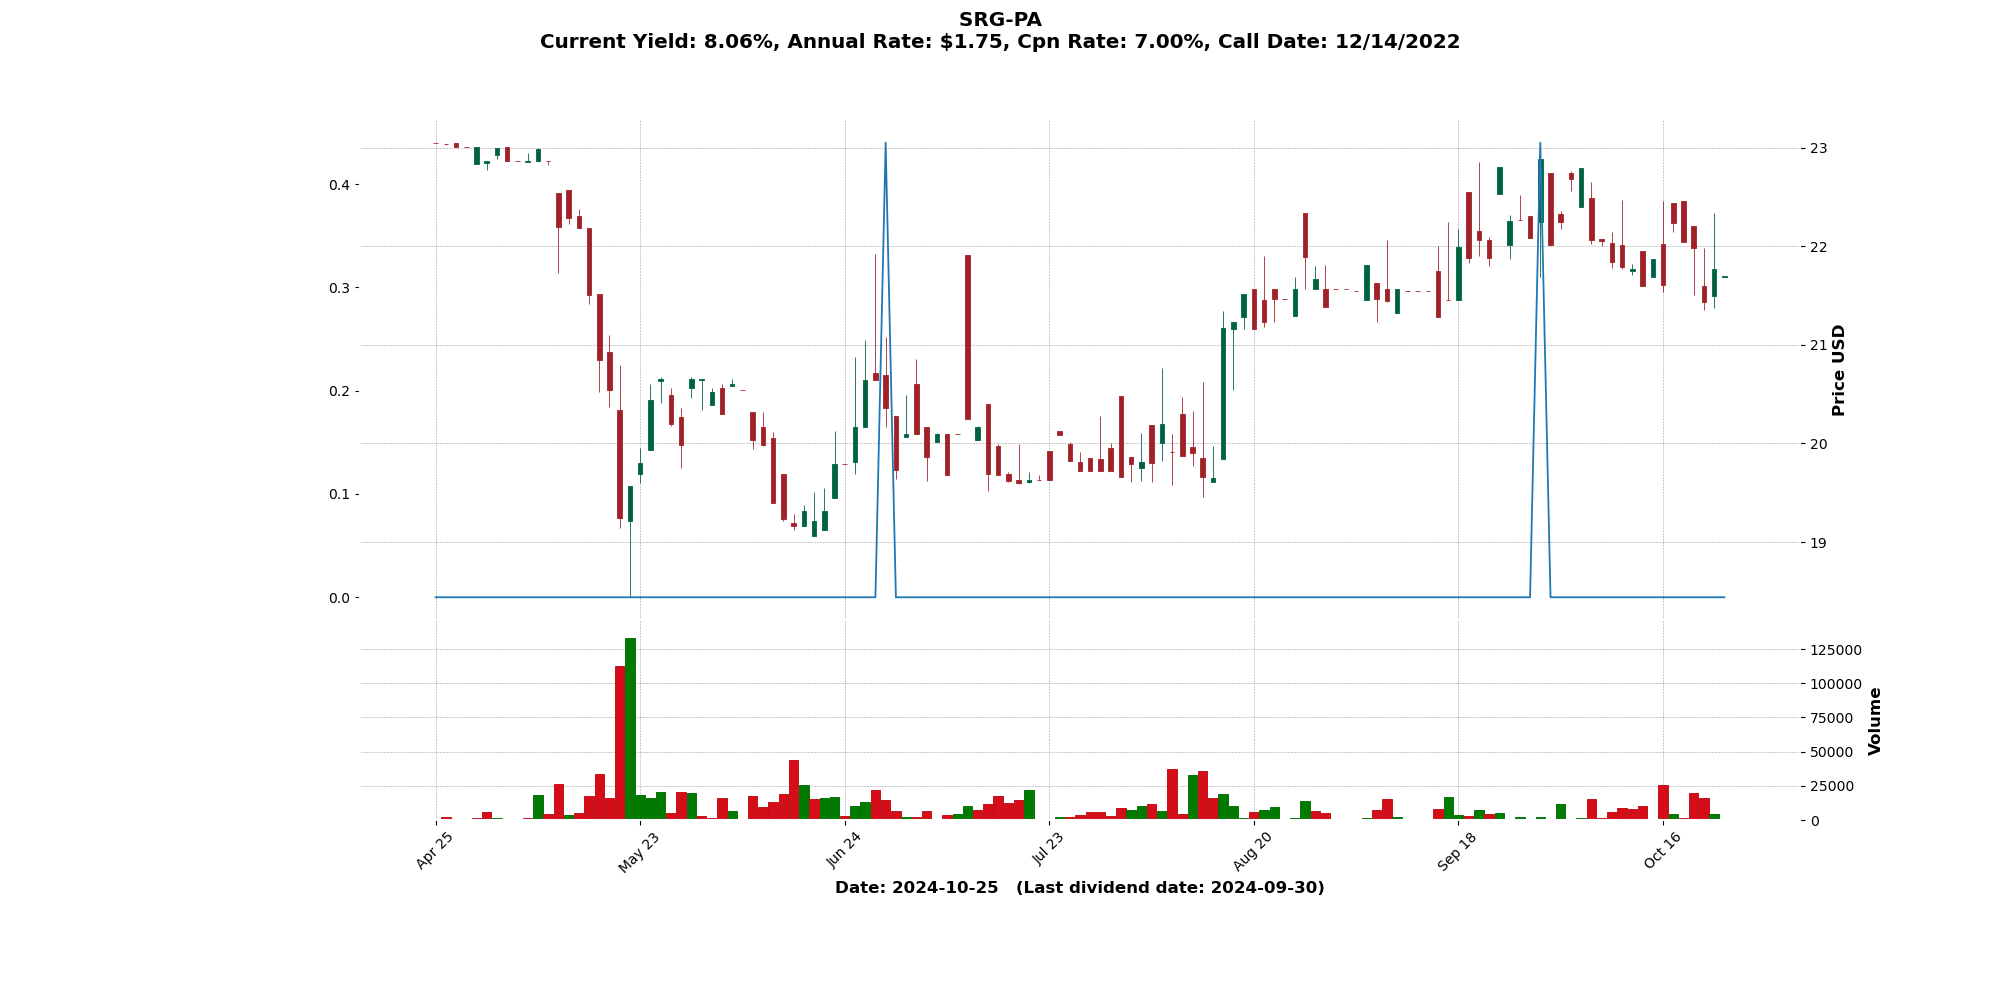 SRG-PA
Current Yield: 8.06%, Annual Rate: $1.75, Cpn Rate: 7.00%, Call Date: 12/14/2022
0.4
0.3
0.2
0.1
0.0
23
22
21
20
19
Price USD
125000
100000
75000
50000
25000
0
Volume
Apr 25
May 23
Jun 24
Jul 23
Aug 20
Sep 18
Oct 16
Date: 2024-10-25 (Last dividend date: 2024-09-30)